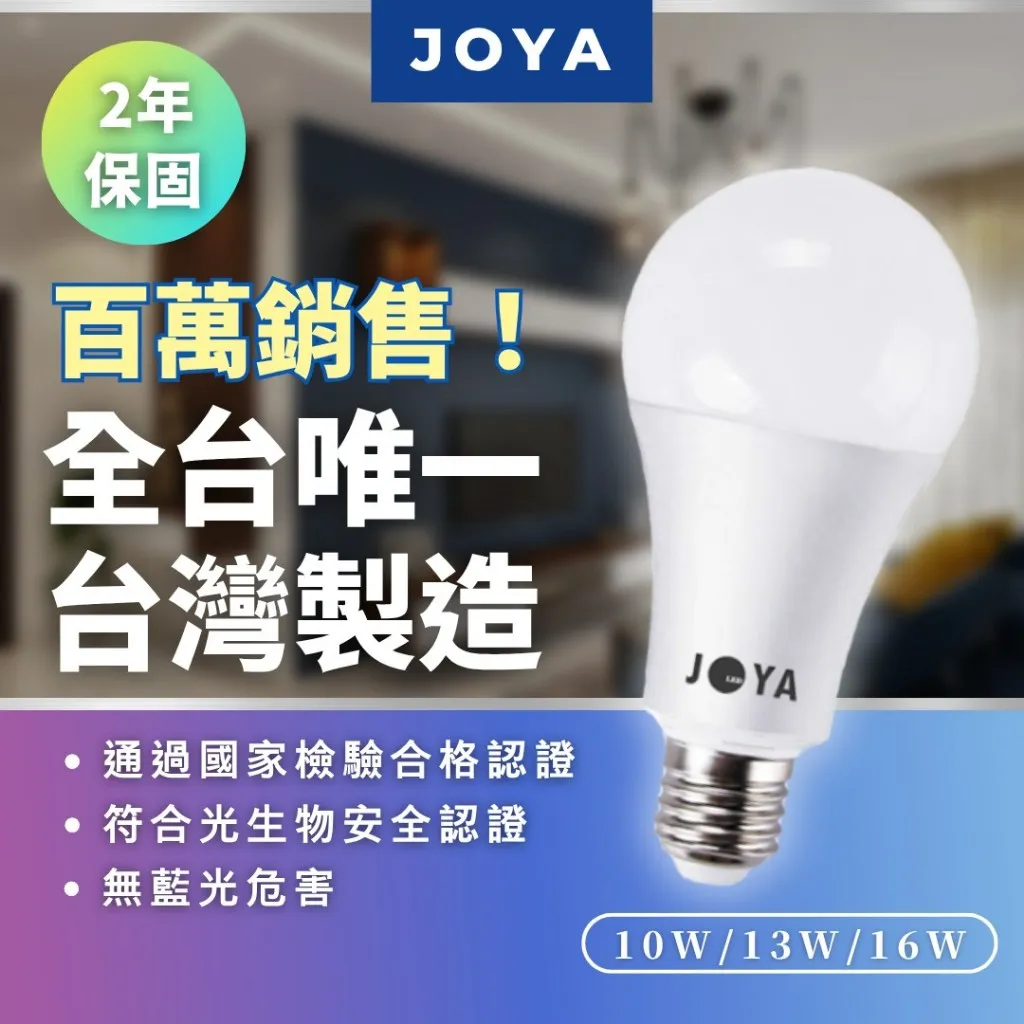 JOYA
2年
保固
百萬銷售！
全台唯一
台灣製造
JOYA
LED
• 通過國家檢驗合格認證
• 符合光生物安全認證
• 無藍光危害
10W/13W/16W